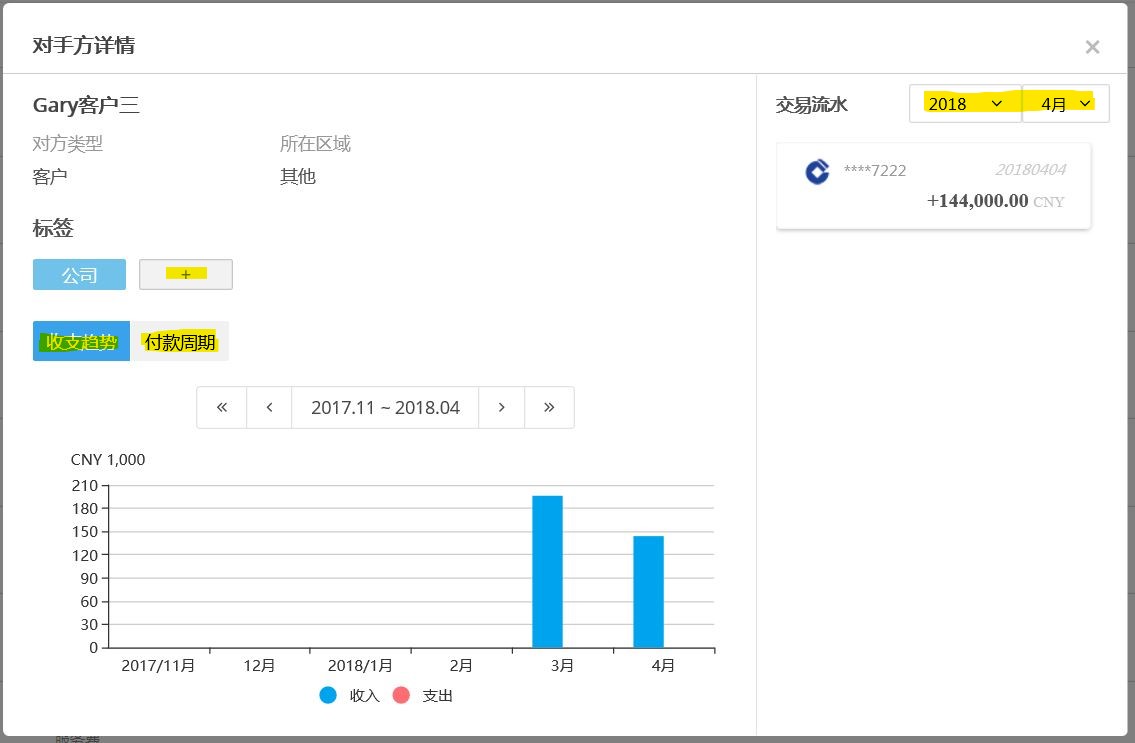 对手方详情
×
Gary客户三
对方类型 所在区域
客户 其他
标签
公司 +
收支趋势 付款周期
« ‹ 2017.11 ~ 2018.04 › »
CNY 1,000
210
180
150
120
90
60
30
0
2017/11月 12月 2018/1月 2月 3月 4月
收入 支出
交易流水 2018 4月
****7222 20180404
+144,000.00 CNY